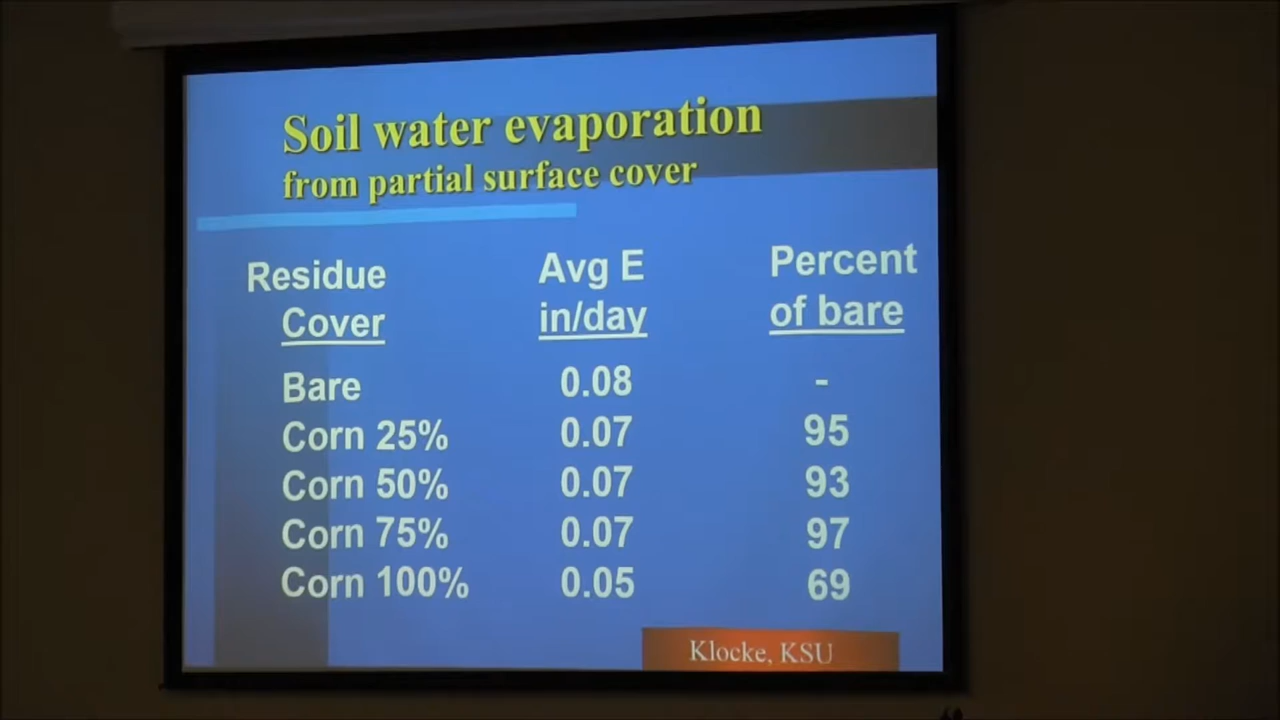 Soil water evaporation
from partial surface cover
Residue Avg E Percent
Cover in/day of bare
Bare 0.08 -
Corn 25% 0.07 95
Corn 50% 0.07 93
Corn 75% 0.07 97
Corn 100% 0.05 69
Klocke, KSU